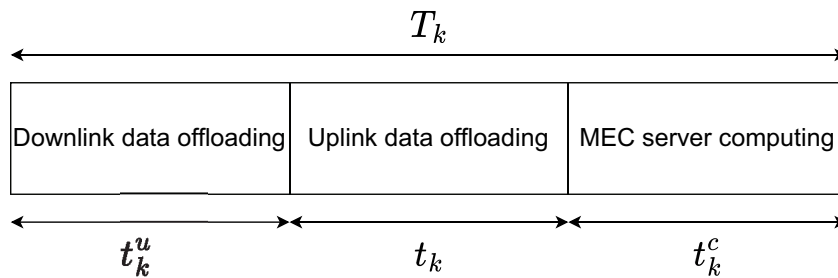 T_k
Downlink data offloading Uplink data offloading MEC server computing
t_k^u t_k t_k^c